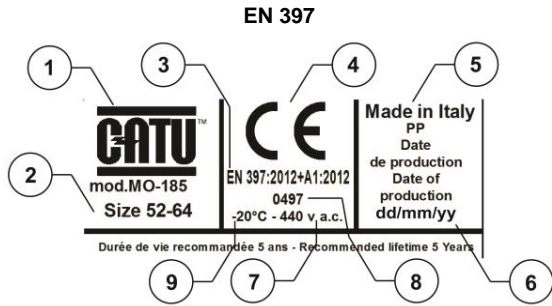 EN 397
1
3
4
5
CATU™
CE
Made in Italy
PP
Date
de production
Date of
production
dd/mm/yy
2
mod.MO-185
Size 52-64
EN 397:2012+A1:2012
0497
-20°C - 440 v a.c.
Durée de vie recommandée 5 ans - Recommended lifetime 5 Years
9
7
8
6